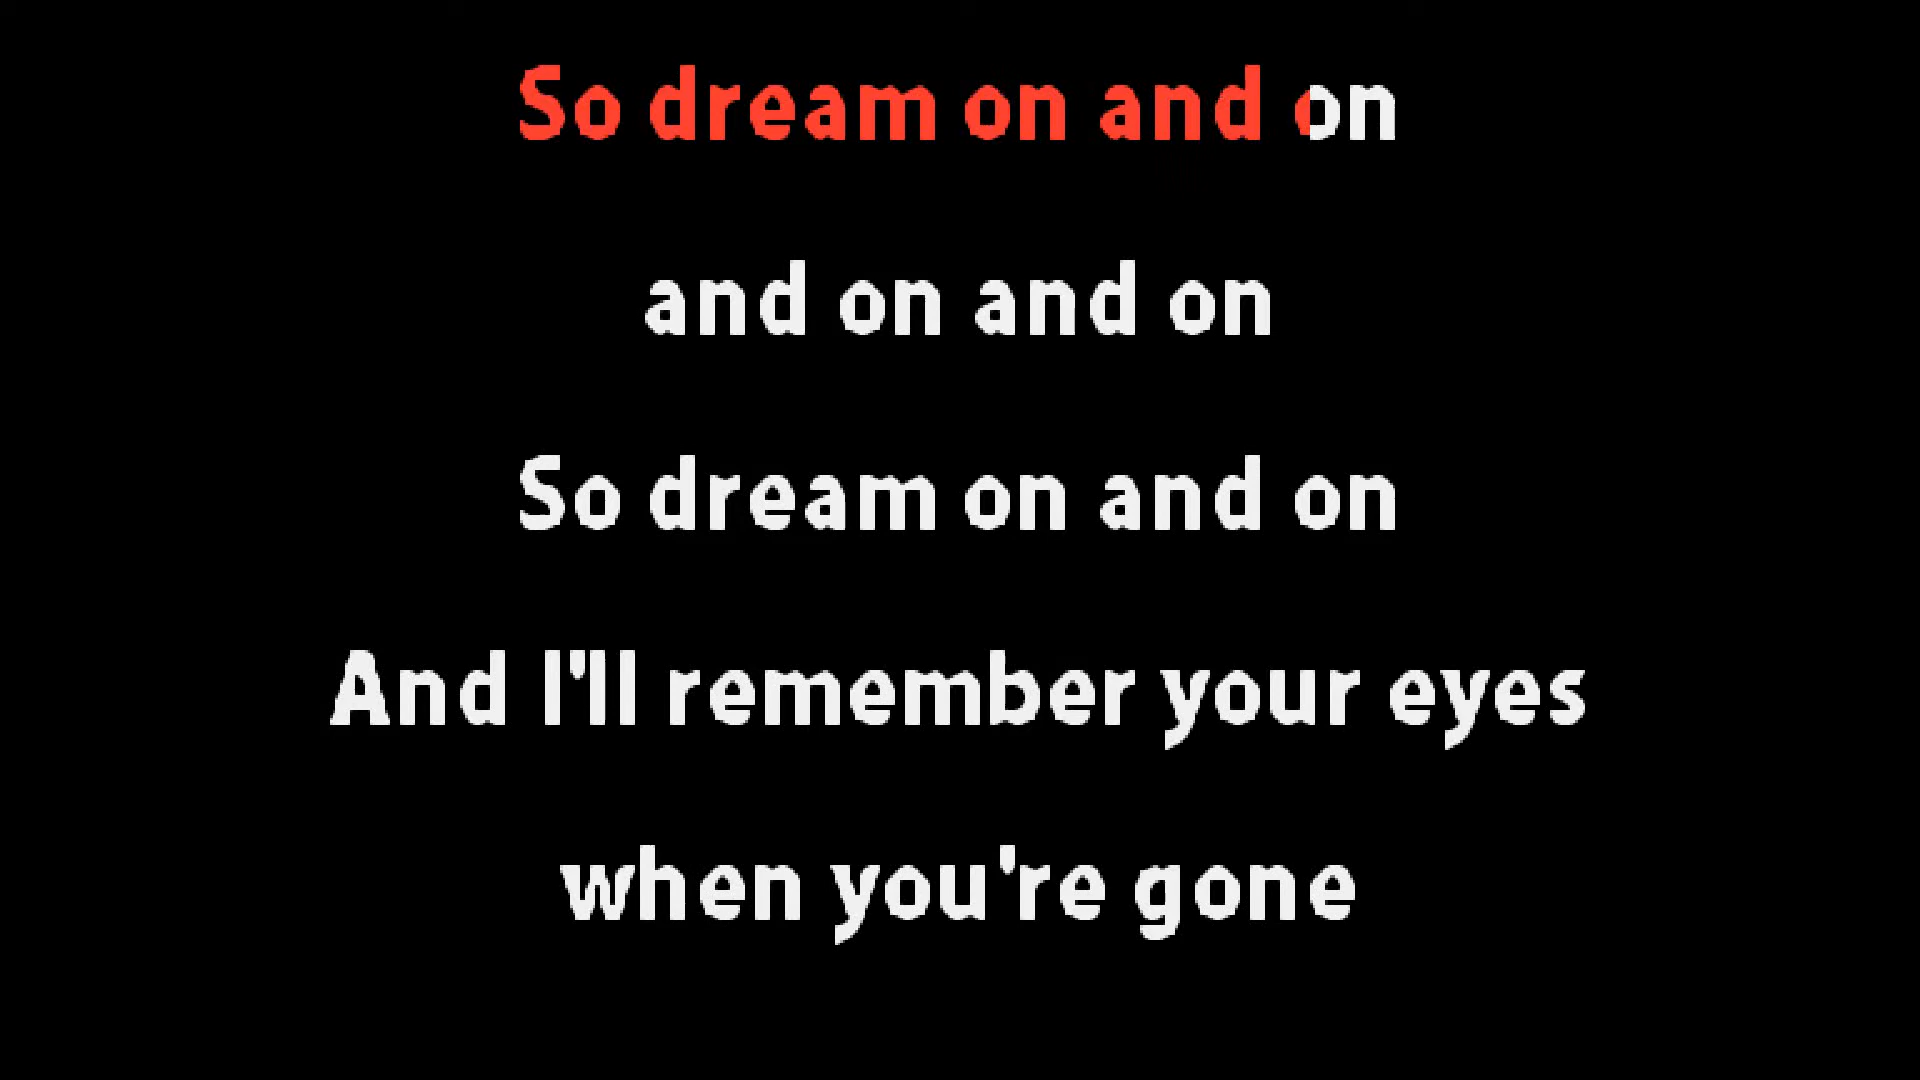 So dream on and on
and on and on
So dream on and on
And I'll remember your eyes
when you're gone